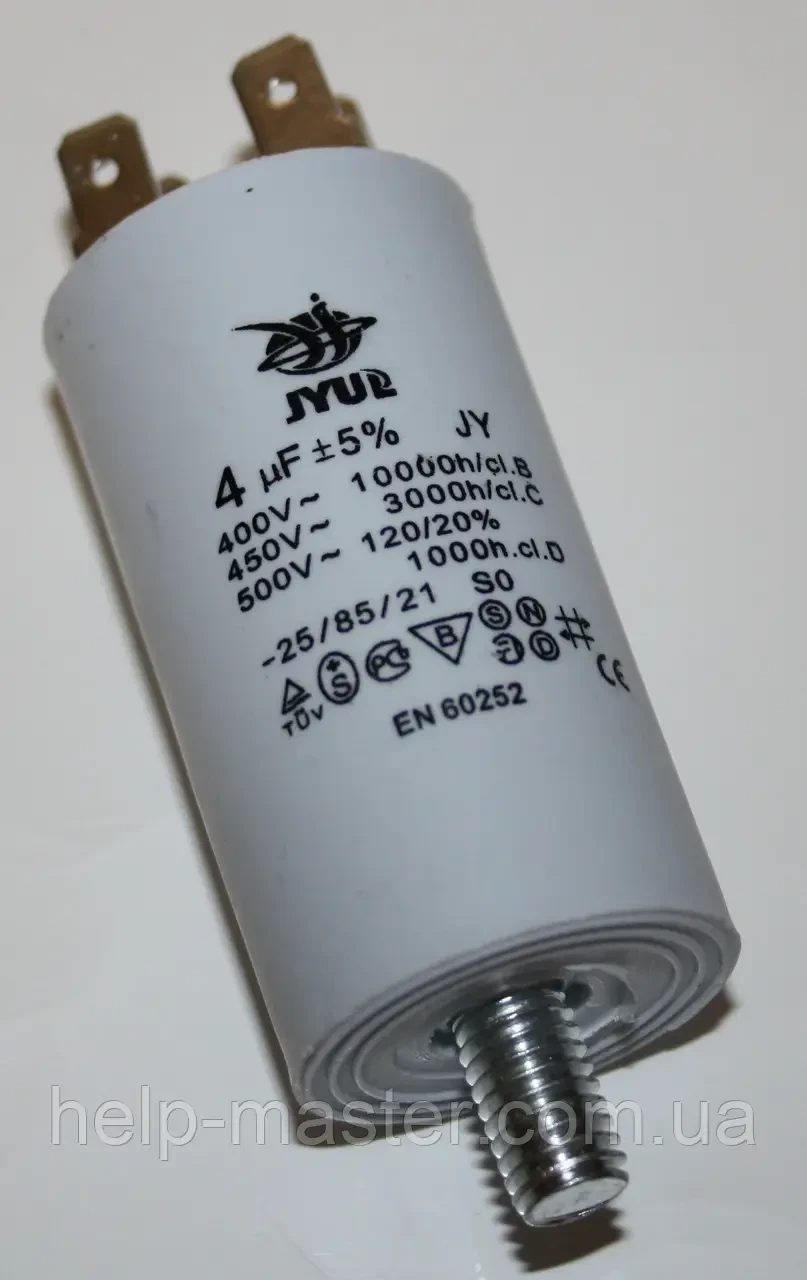 JYUL
4 µF ±5% JY
400V~ 10000h/cl.B
450V~ 3000h/cl.C
500V~ 120/20%
1000h.cl.D
-25/85/21 S0
TÜV S PC B S N D CE
EN 60252
help-master.com.ua